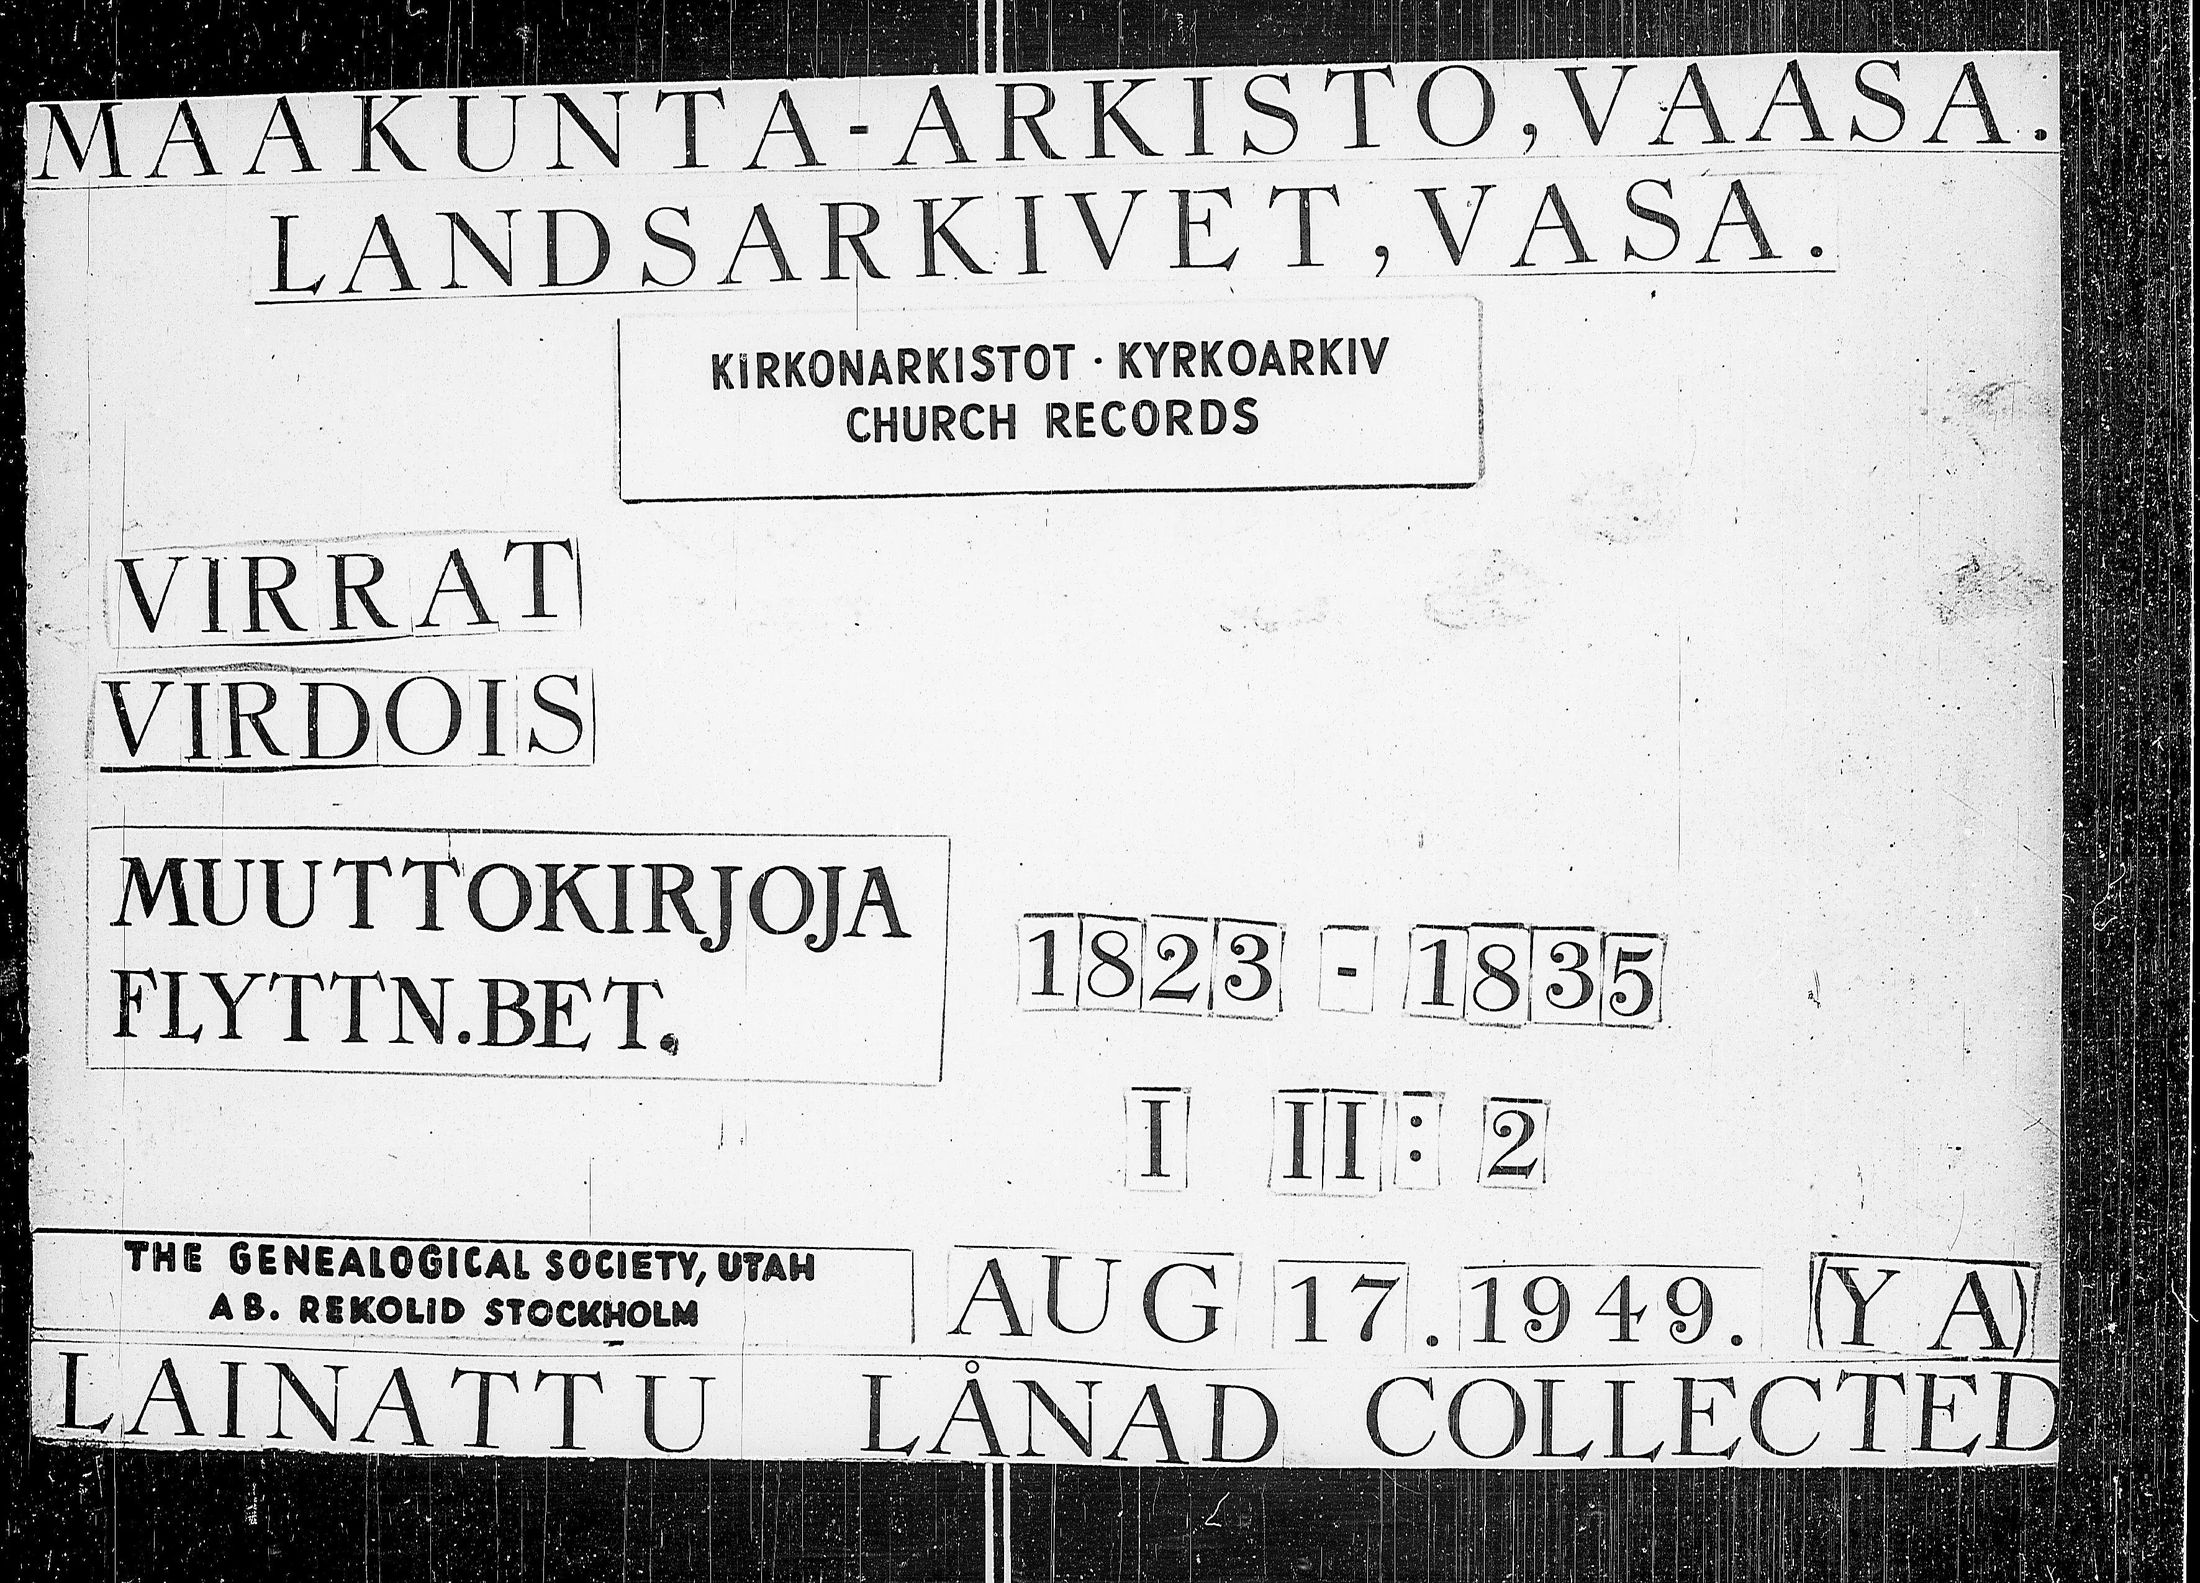 MAAKUNTA-ARKISTO, VAASA.
LANDSARKIVET, VASA.
KIRKONARKISTOT · KYRKOARKIV
CHURCH RECORDS
VIRRAT
VIRDOIS
MUUTTOKIRJOJA
FLYTTN.BET.
1823 - 1835
I II: 2
THE GENEALOGICAL SOCIETY, UTAH
AB. REKOLID STOCKHOLM
AUG 17. 1949. (Y A)
LAINATTU LÅNAD COLLECTED